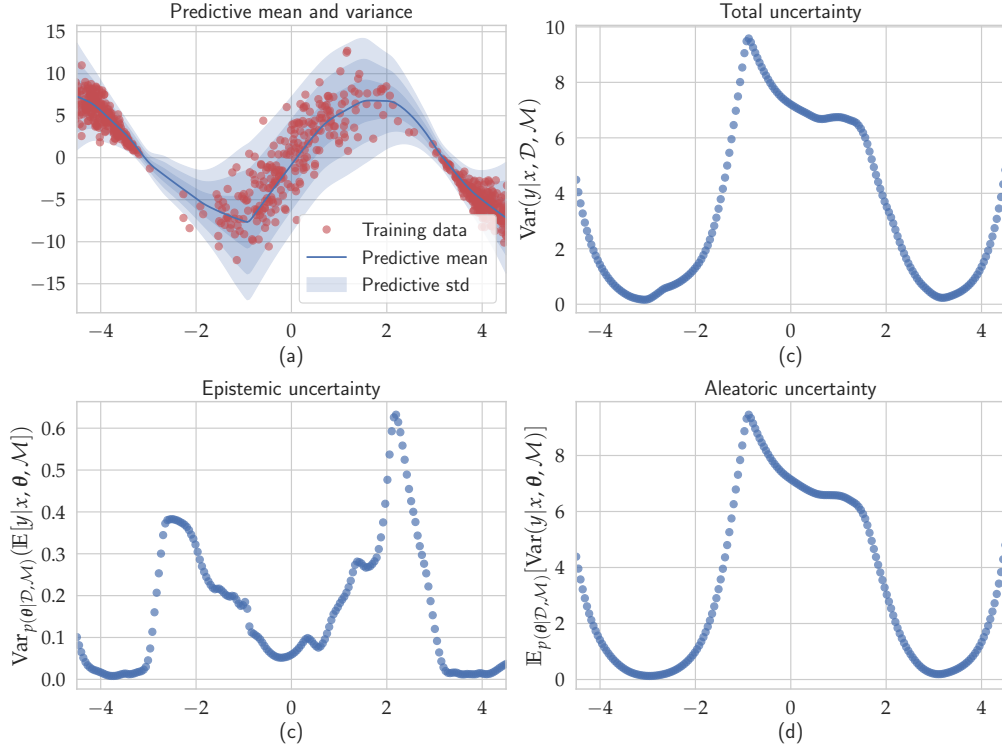 Predictive mean and variance
15
10
5
0
−5
−10
−15
Training data
Predictive mean
Predictive std
−4 −2 0 2 4
(a)
Total uncertainty
Var(y|x, 𝒟, ℳ)
10
8
6
4
2
0
−4 −2 0 2 4
(c)
Epistemic uncertainty
Var_{p(θ|𝒟,ℳ)}(𝔼[y|x, θ, ℳ])
0.6
0.5
0.4
0.3
0.2
0.1
0.0
−4 −2 0 2 4
(c)
Aleatoric uncertainty
𝔼_{p(θ|𝒟,ℳ)}[Var(y|x, θ, ℳ)]
8
6
4
2
0
−4 −2 0 2 4
(d)